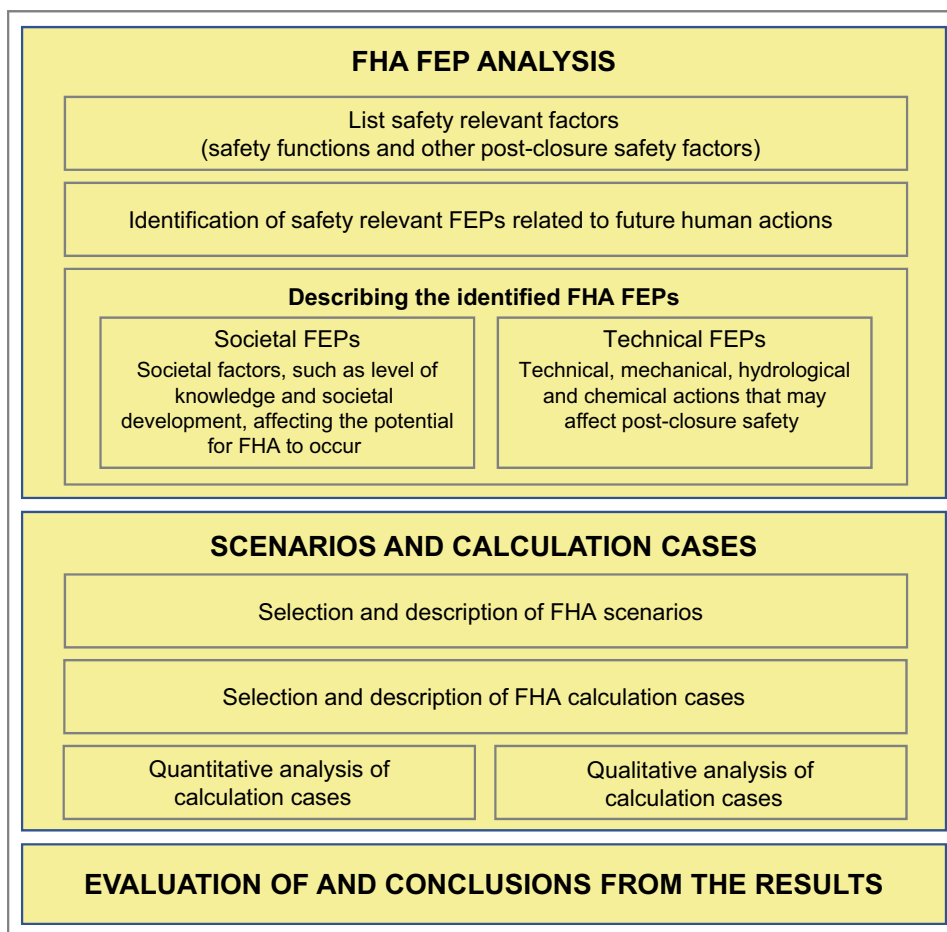 FHA FEP ANALYSIS
List safety relevant factors
(safety functions and other post-closure safety factors)
Identification of safety relevant FEPs related to future human actions
Describing the identified FHA FEPs
Societal FEPs
Societal factors, such as level of
knowledge and societal
development, affecting the potential
for FHA to occur
Technical FEPs
Technical, mechanical, hydrological
and chemical actions that may
affect post-closure safety
SCENARIOS AND CALCULATION CASES
Selection and description of FHA scenarios
Selection and description of FHA calculation cases
Quantitative analysis of
calculation cases
Qualitative analysis of
calculation cases
EVALUATION OF AND CONCLUSIONS FROM THE RESULTS